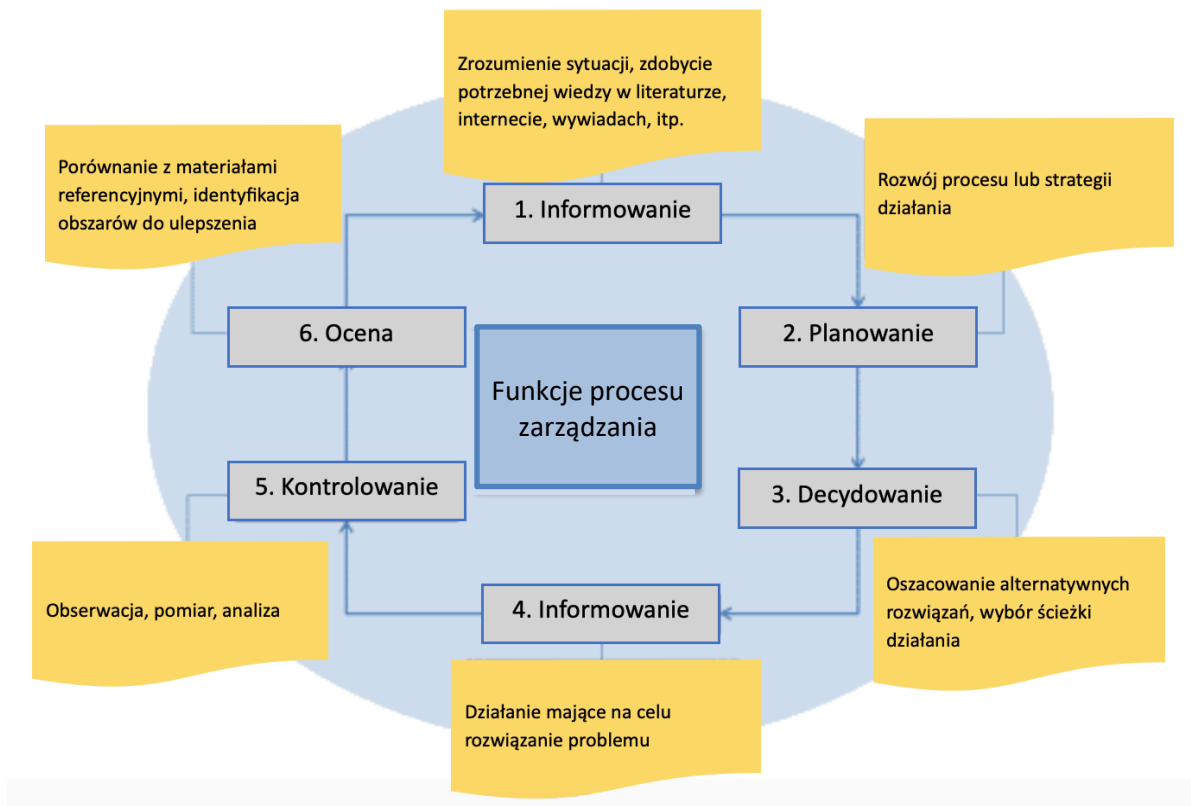 Zrozumienie sytuacji, zdobycie
potrzebnej wiedzy w literaturze,
internecie, wywiadach, itp.
1. Informowanie
Rozwój procesu lub strategii
działania
2. Planowanie
3. Decydowanie
Oszacowanie alternatywnych
rozwiązań, wybór ścieżki
działania
4. Informowanie
Działanie mające na celu
rozwiązanie problemu
5. Kontrolowanie
Obserwacja, pomiar, analiza
6. Ocena
Porównanie z materiałami
referencyjnymi, identyfikacja
obszarów do ulepszenia
Funkcje procesu
zarządzania